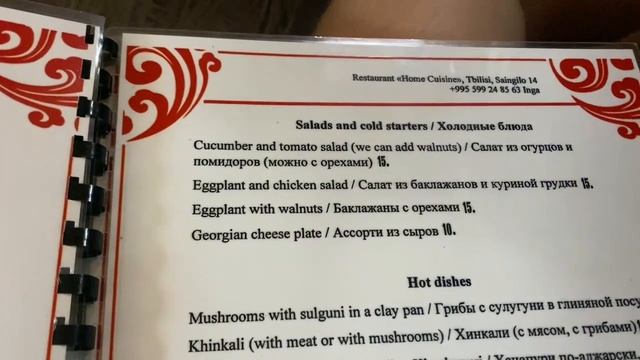 Restaurant «Home Cuisine», Tbilisi, Saingilo 14
+995 599 24 85 63 Inga
Salads and cold starters / Холодные блюда
Cucumber and tomato salad (we can add walnuts) / Салат из огурцов и
помидоров (можно с орехами) 15.
Eggplant and chicken salad / Салат из баклажанов и куриной грудки 15.
Eggplant with walnuts / Баклажаны с орехами 15.
Georgian cheese plate / Ассорти из сыров 10.
Hot dishes
Mushrooms with sulguni in a clay pan / Грибы с сулугуни в глиняной посу
Khinkali (with meat or with mushrooms) / Хинкали (с мясом, с грибами)
/ Хачапури по-аджарски